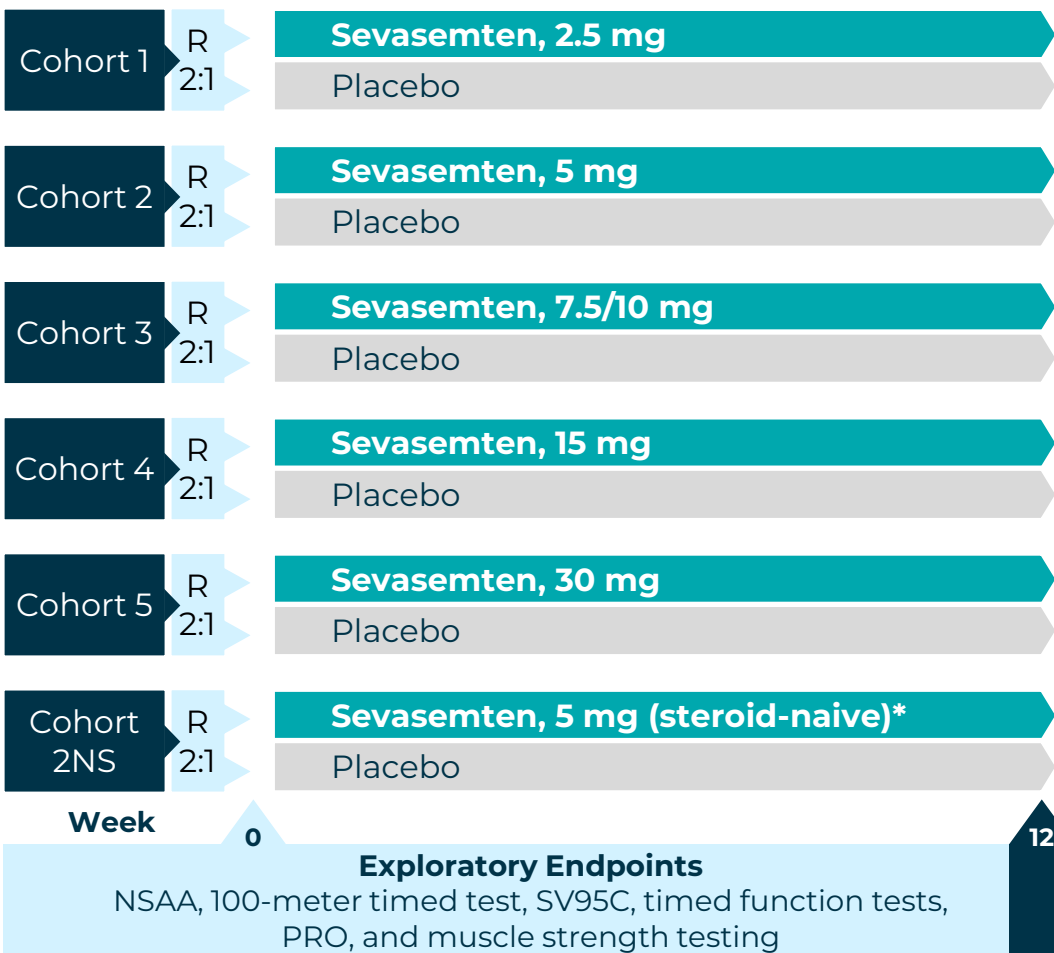 Cohort 1
R
2:1
Sevasemten, 2.5 mg
Placebo
Cohort 2
R
2:1
Sevasemten, 5 mg
Placebo
Cohort 3
R
2:1
Sevasemten, 7.5/10 mg
Placebo
Cohort 4
R
2:1
Sevasemten, 15 mg
Placebo
Cohort 5
R
2:1
Sevasemten, 30 mg
Placebo
Cohort
2NS
R
2:1
Sevasemten, 5 mg (steroid-naive)*
Placebo
Week
0
12
Exploratory Endpoints
NSAA, 100-meter timed test, SV95C, timed function tests,
PRO, and muscle strength testing